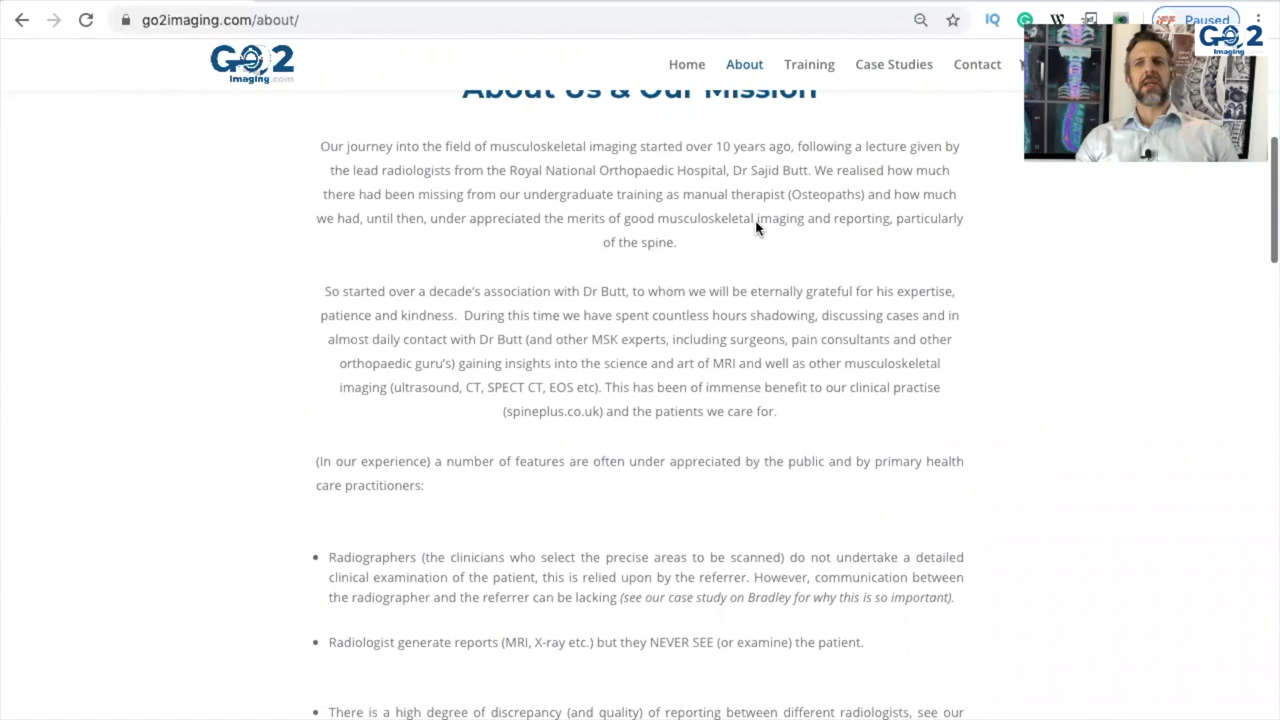 go2imaging.com/about/
IQ
W
Paused
GO2
Imaging.com
Home
About
Training
Case Studies
Contact
GO2
Imaging.com
About Us & Our Mission
Our journey into the field of musculoskeletal imaging started over 10 years ago, following a lecture given by
the lead radiologists from the Royal National Orthopaedic Hospital, Dr Sajid Butt. We realised how much
there had been missing from our undergraduate training as manual therapist (Osteopaths) and how much
we had, until then, under appreciated the merits of good musculoskeletal imaging and reporting, particularly
of the spine.
So started over a decade's association with Dr Butt, to whom we will be eternally grateful for his expertise,
patience and kindness. During this time we have spent countless hours shadowing, discussing cases and in
almost daily contact with Dr Butt (and other MSK experts, including surgeons, pain consultants and other
orthopaedic guru's) gaining insights into the science and art of MRI and well as other musculoskeletal
imaging (ultrasound, CT, SPECT CT, EOS etc). This has been of immense benefit to our clinical practise
(spineplus.co.uk) and the patients we care for.
(In our experience) a number of features are often under appreciated by the public and by primary health
care practitioners:
• Radiographers (the clinicians who select the precise areas to be scanned) do not undertake a detailed
clinical examination of the patient, this is relied upon by the referrer. However, communication between
the radiographer and the referrer can be lacking (see our case study on Bradley for why this is so important).
• Radiologist generate reports (MRI, X-ray etc.) but they NEVER SEE (or examine) the patient.
• There is a high degree of discrepancy (and quality) of reporting between different radiologists, see our